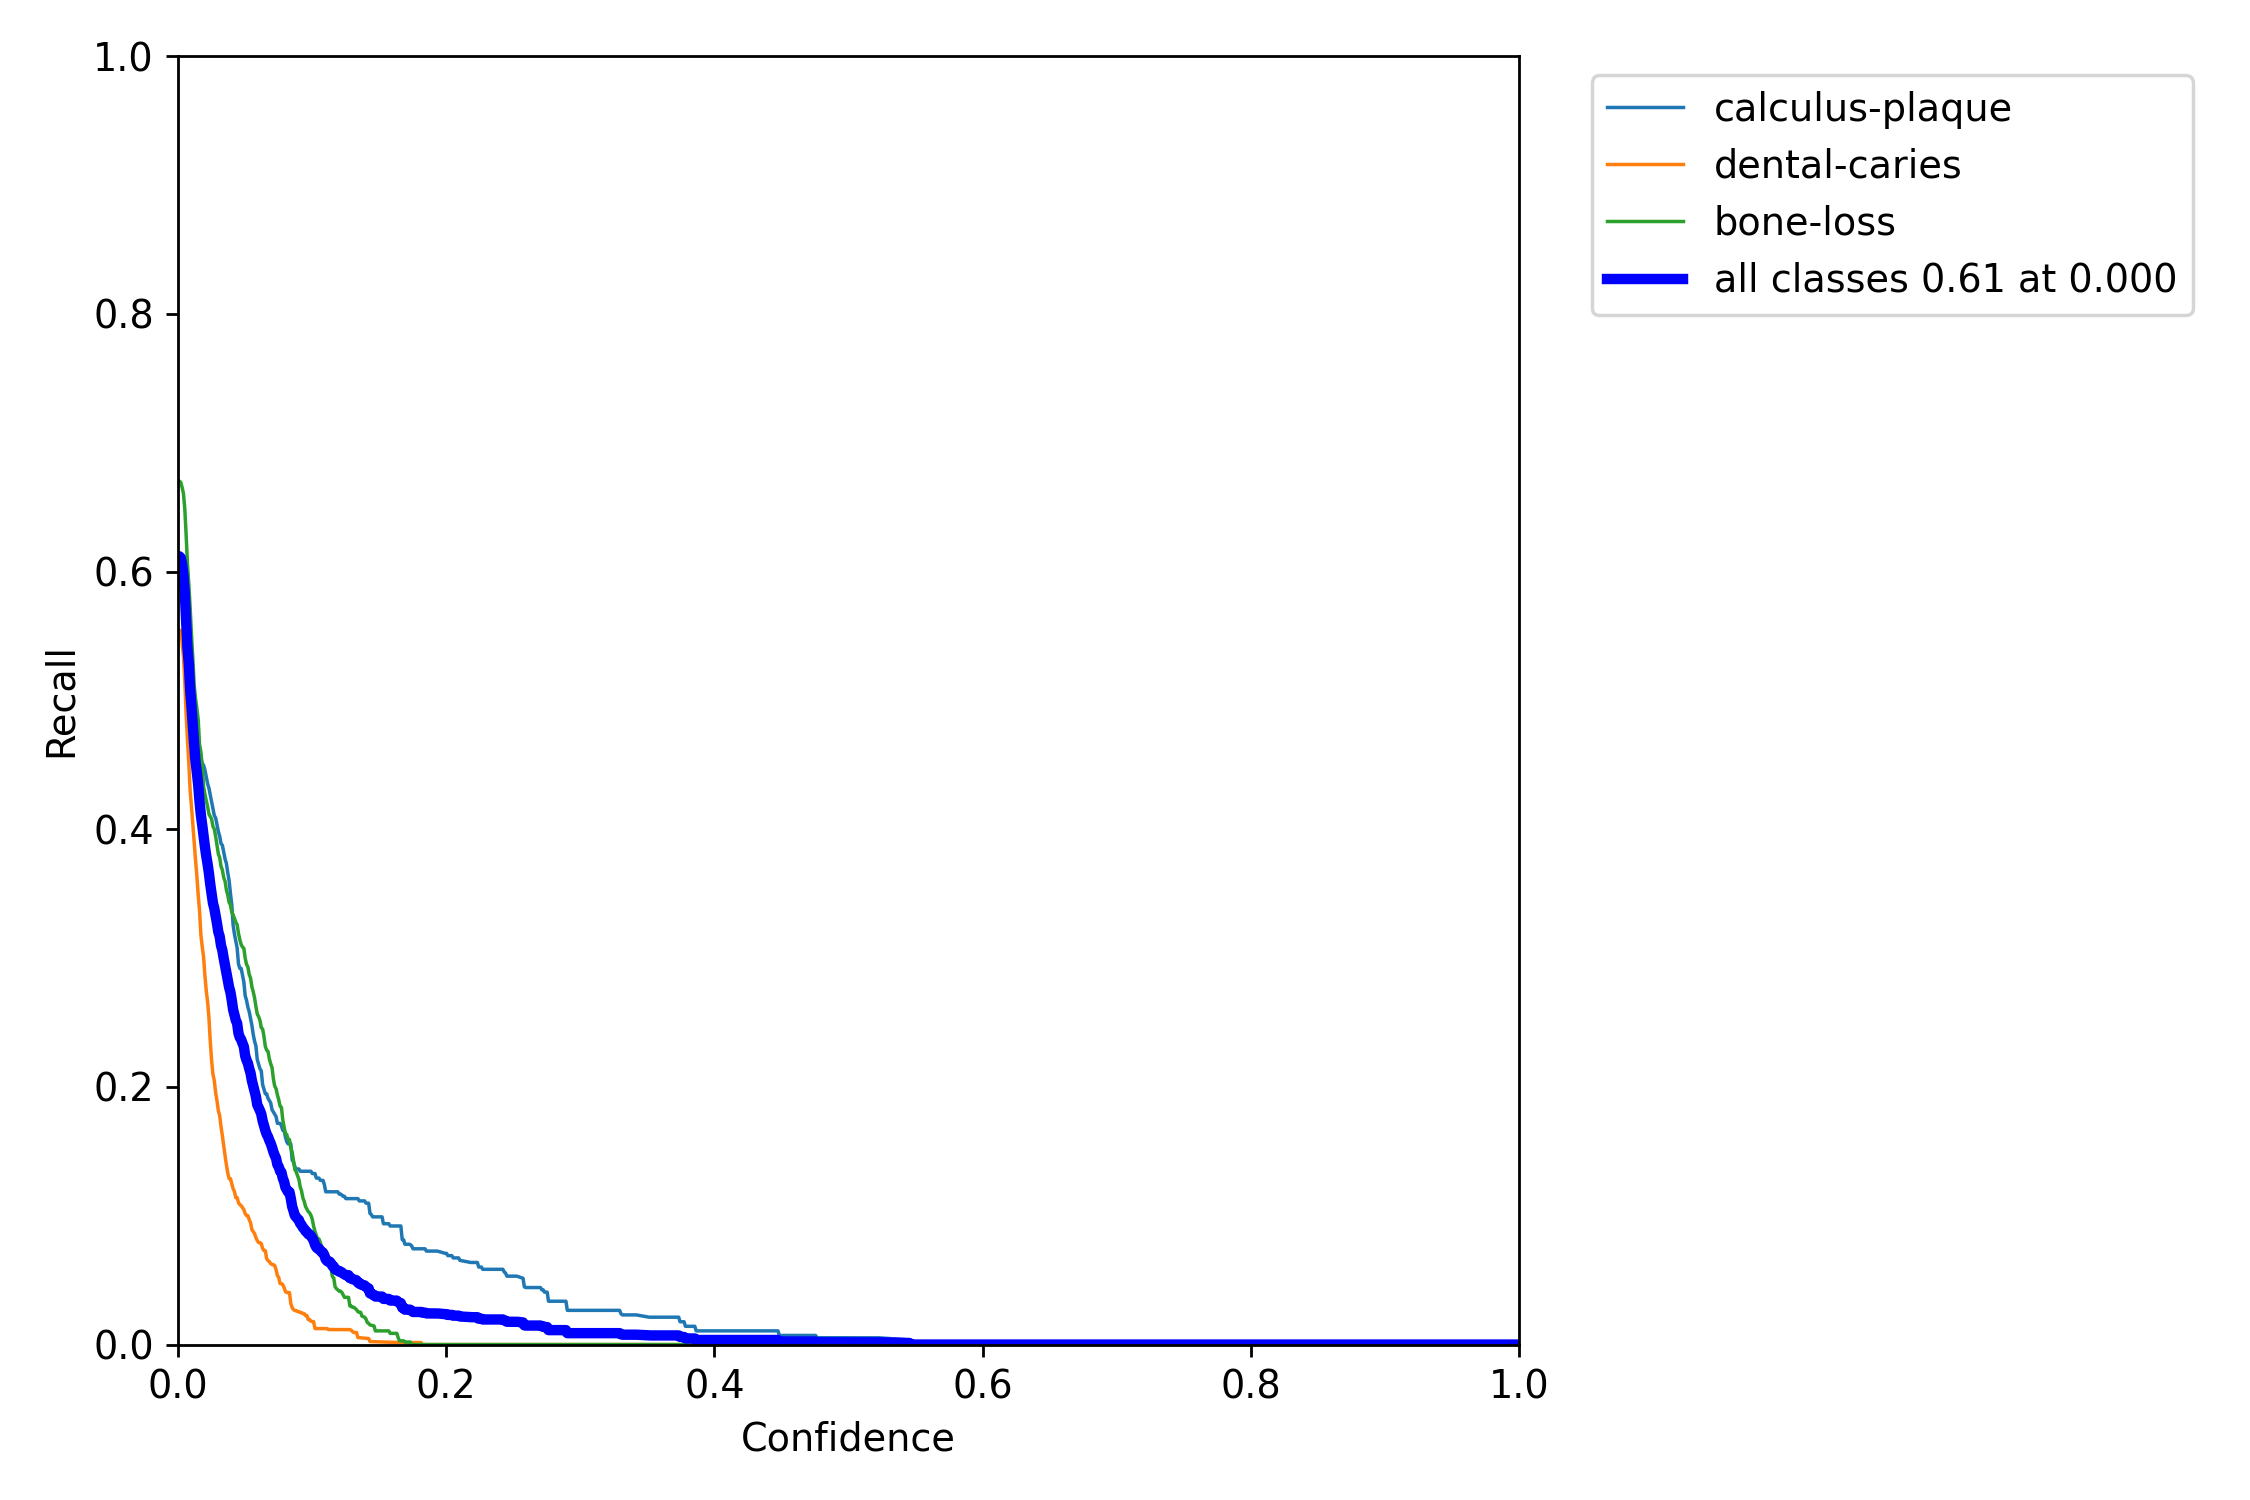 1.0
0.8
0.6
0.4
0.2
0.0
Recall
0.0 0.2 0.4 0.6 0.8 1.0
Confidence
calculus-plaque
dental-caries
bone-loss
all classes 0.61 at 0.000